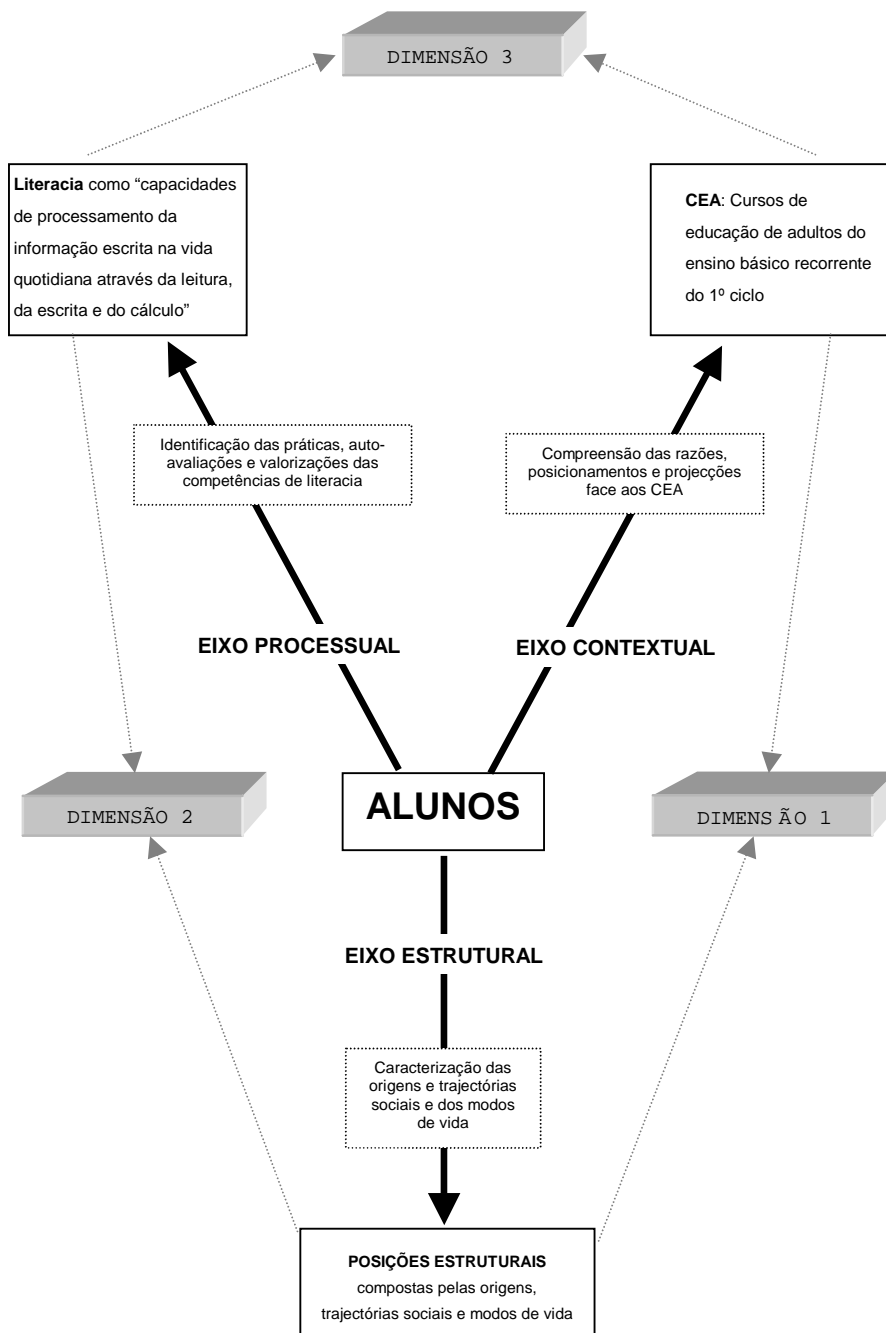 DIMENSÃO 3
Literacia como “capacidades
de processamento da
informação escrita na vida
quotidiana através da leitura,
da escrita e do cálculo”
CEA: Cursos de
educação de adultos do
ensino básico recorrente
do 1º ciclo
Identificação das práticas, auto-
avaliações e valorizações das
competências de literacia
Compreensão das razões,
posicionamentos e projecções
face aos CEA
EIXO PROCESSUAL
EIXO CONTEXTUAL
DIMENSÃO 2
ALUNOS
DIMENS ÃO 1
EIXO ESTRUTURAL
Caracterização das
origens e trajectórias
sociais e dos modos
de vida
POSIÇÕES ESTRUTURAIS
compostas pelas origens,
trajectórias sociais e modos de vida